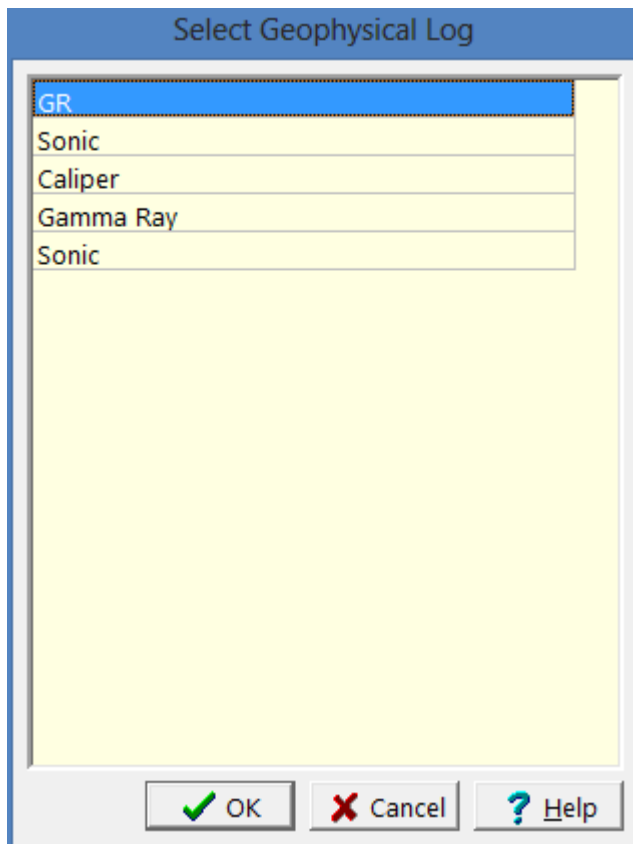 Select Geophysical Log
GR
Sonic
Caliper
Gamma Ray
Sonic
OK Cancel Help